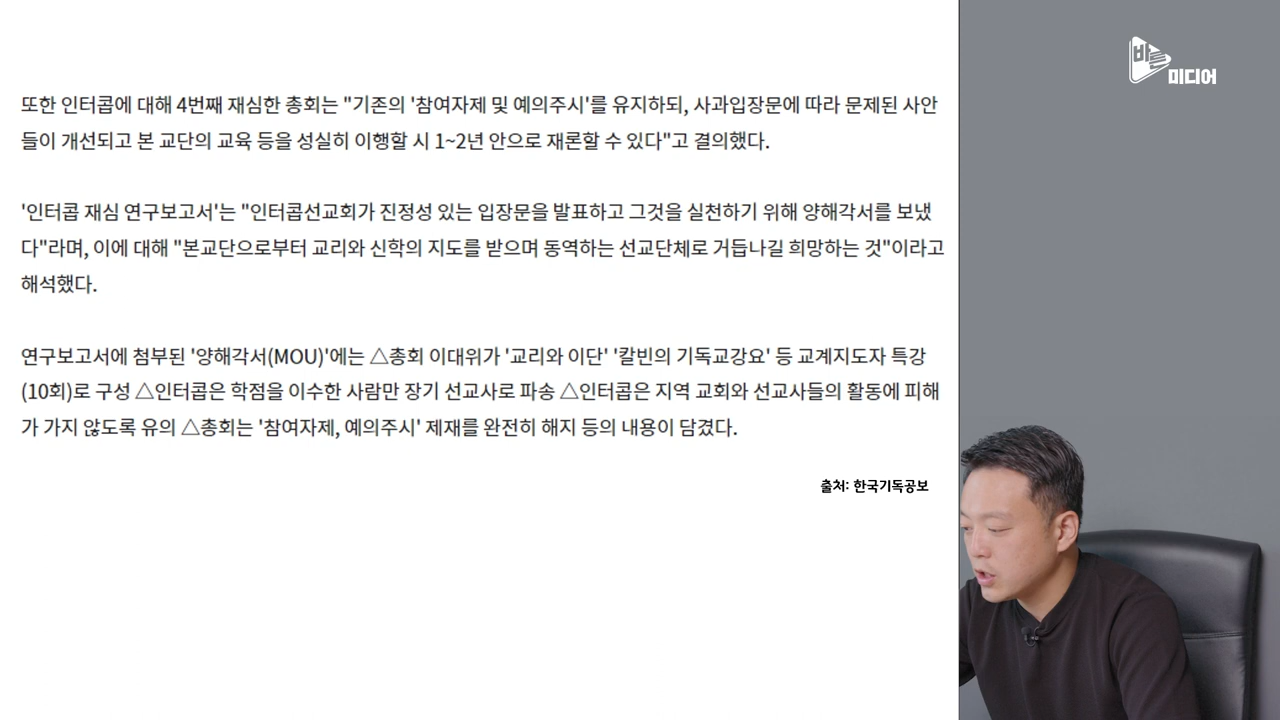 바른
미디어
또한 인터콥에 대해 4번째 재심한 총회는 "기존의 '참여자제 및 예의주시'를 유지하되, 사과입장문에 따라 문제된 사안
들이 개선되고 본 교단의 교육 등을 성실히 이행할 시 1~2년 안으로 재론할 수 있다"고 결의했다.
'인터콥 재심 연구보고서'는 "인터콥선교회가 진정성 있는 입장문을 발표하고 그것을 실천하기 위해 양해각서를 보냈
다"라며, 이에 대해 "본교단으로부터 교리와 신학의 지도를 받으며 동역하는 선교단체로 거듭나길 희망하는 것"이라고
해석했다.
연구보고서에 첨부된 '양해각서(MOU)'에는 △총회 이대위가 '교리와 이단' '칼빈의 기독교강요' 등 교계지도자 특강
(10회)로 구성 △인터콥은 학점을 이수한 사람만 장기 선교사로 파송 △인터콥은 지역 교회와 선교사들의 활동에 피해
가 가지 않도록 유의 △총회는 '참여자제, 예의주시' 제재를 완전히 해지 등의 내용이 담겼다.
출처: 한국기독공보